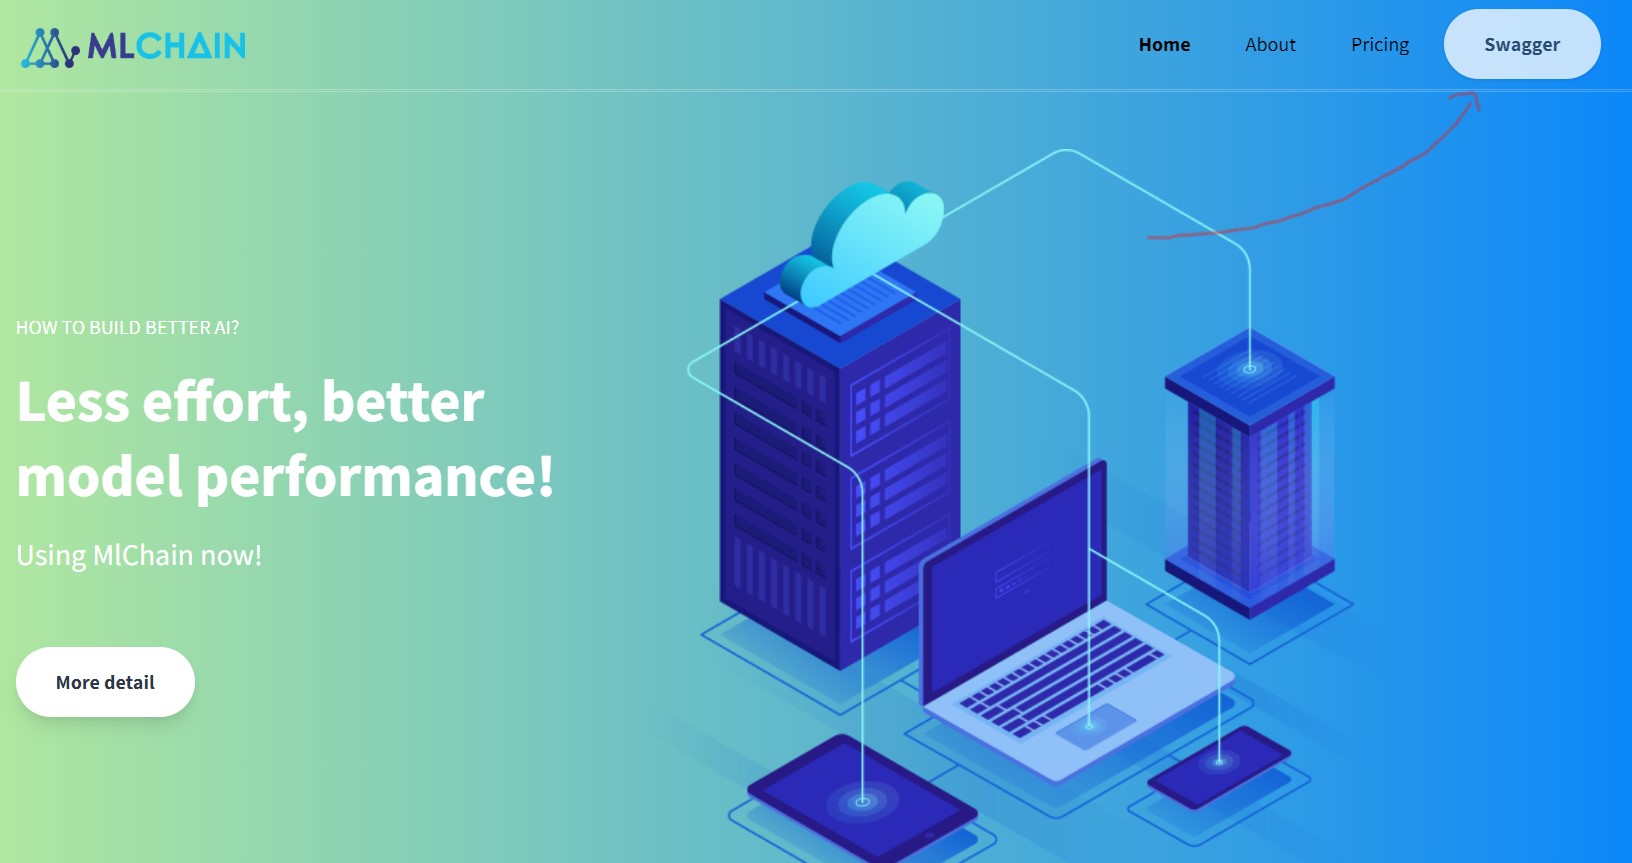 MLCHAIN
Home About Pricing Swagger
HOW TO BUILD BETTER AI?
Less effort, better
model performance!
Using MlChain now!
More detail